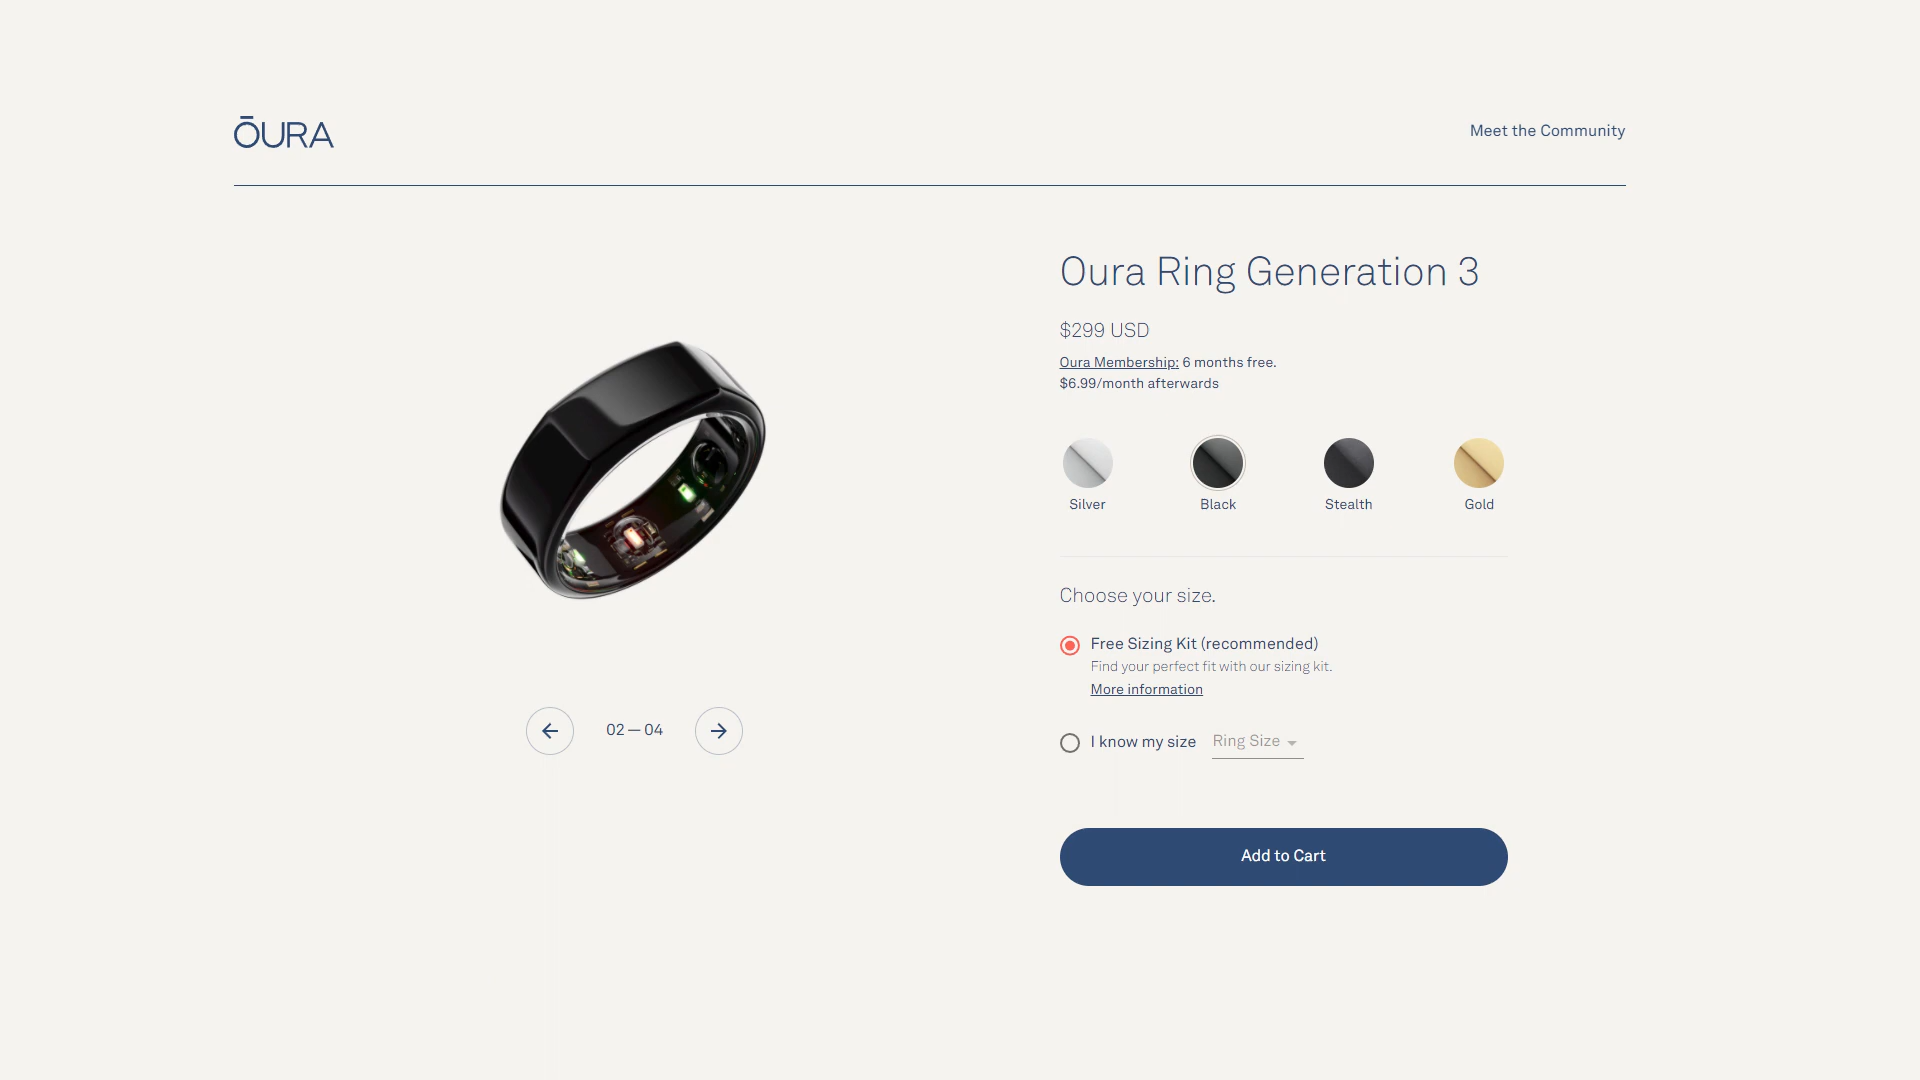 ŌURA
Meet the Community
Oura Ring Generation 3
$299 USD
Oura Membership: 6 months free.
$6.99/month afterwards
Silver
Black
Stealth
Gold
Choose your size.
Free Sizing Kit (recommended)
Find your perfect fit with our sizing kit.
More information
02 — 04
I know my size Ring Size
Add to Cart